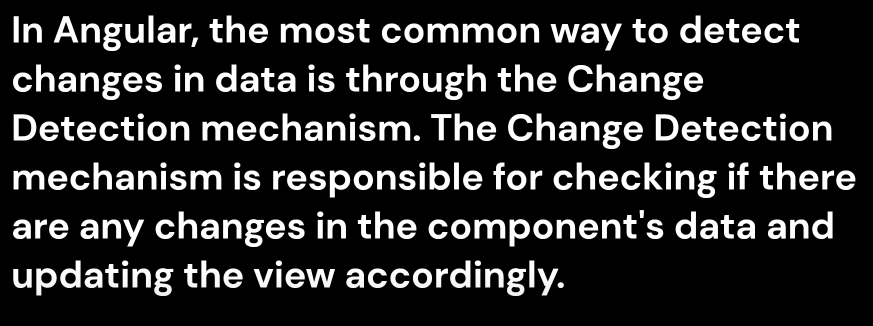 In Angular, the most common way to detect
changes in data is through the Change
Detection mechanism. The Change Detection
mechanism is responsible for checking if there
are any changes in the component's data and
updating the view accordingly.